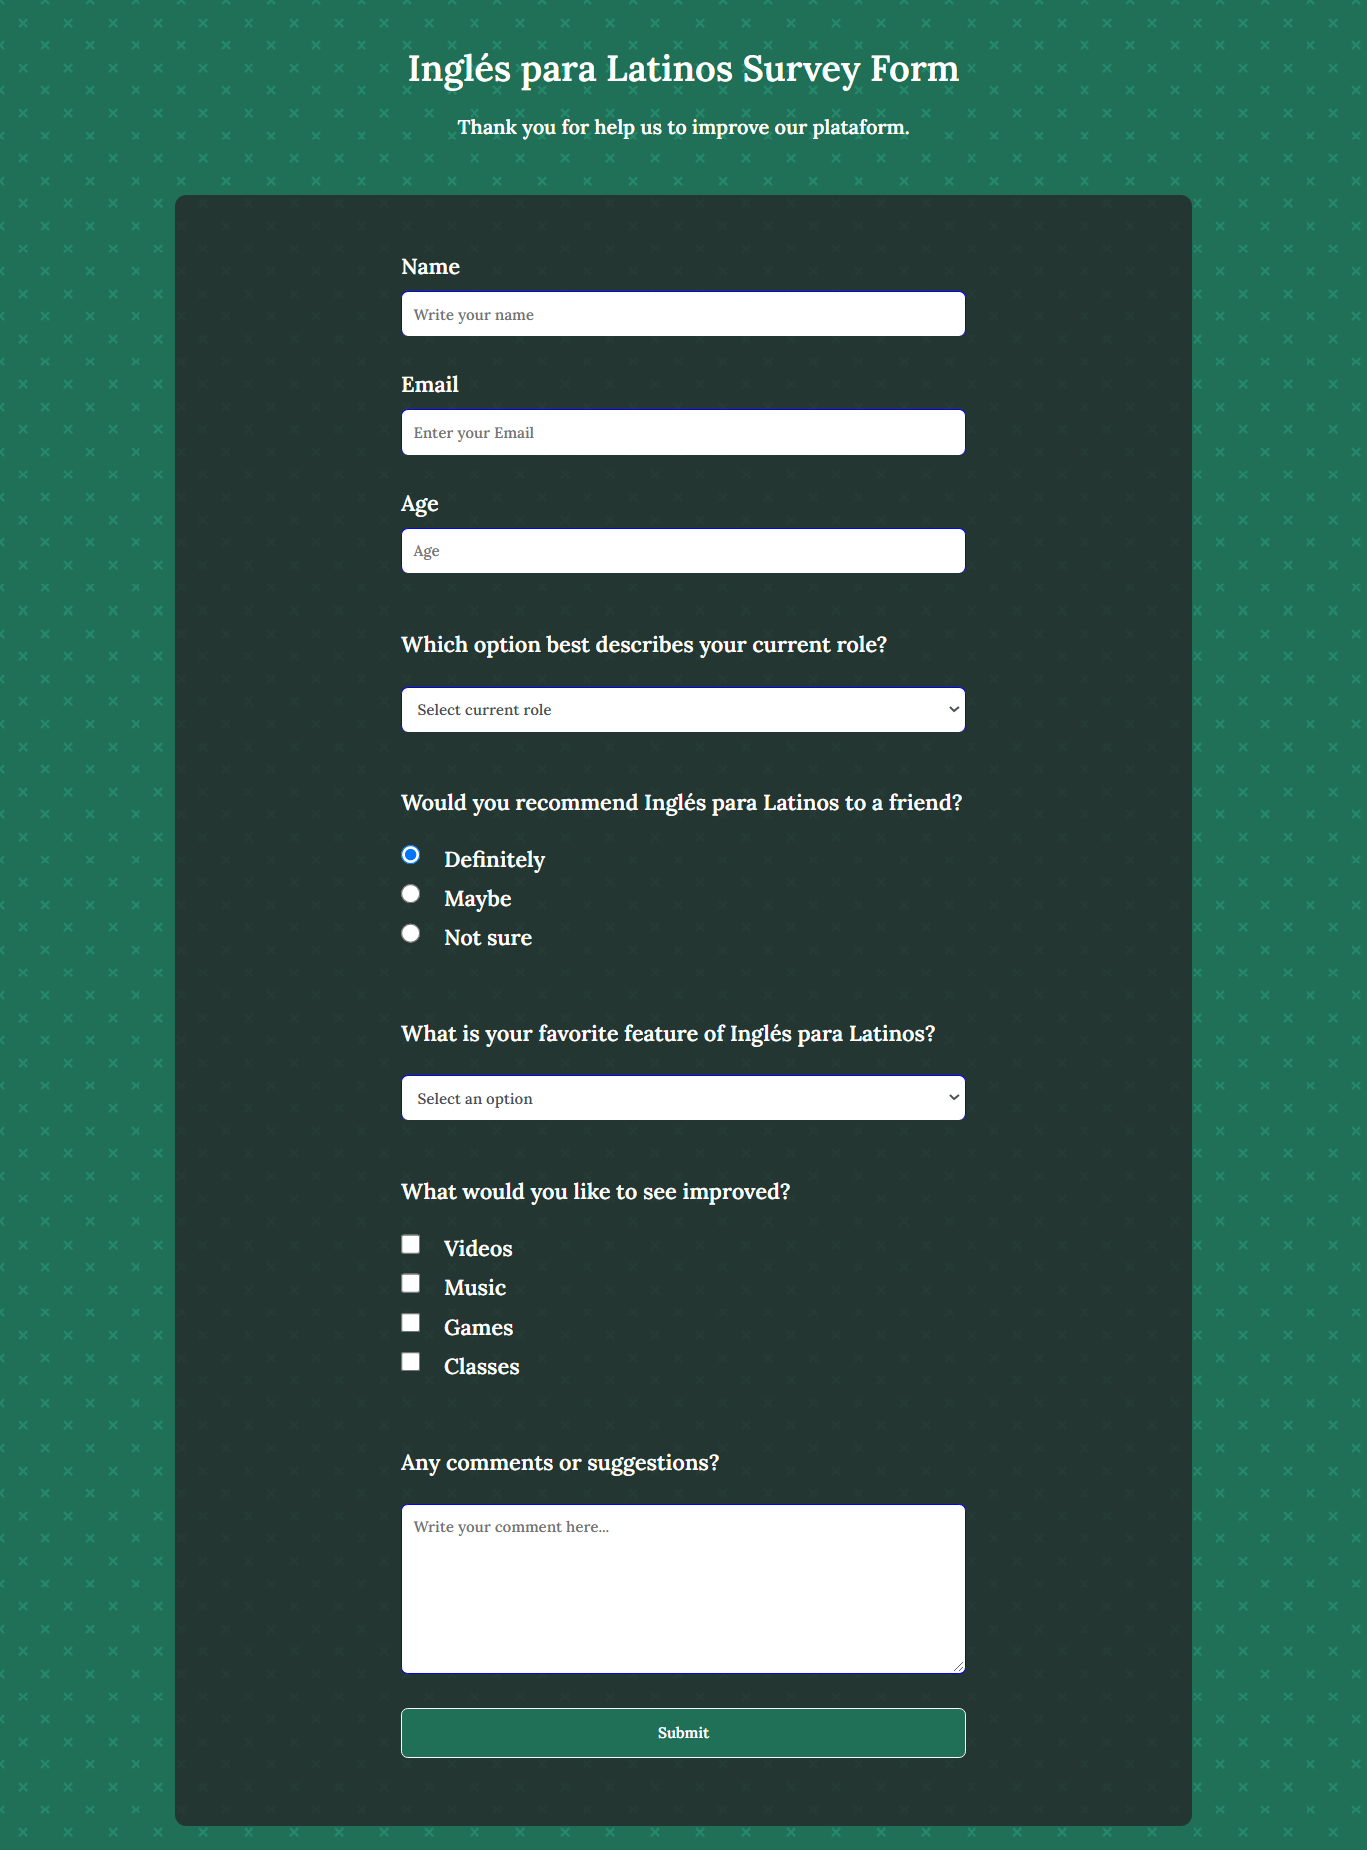 Inglés para Latinos Survey Form
Thank you for help us to improve our plataform.
Name
Write your name
Email
Enter your Email
Age
Age
Which option best describes your current role?
Select current role
Would you recommend Inglés para Latinos to a friend?
Definitely
Maybe
Not sure
What is your favorite feature of Inglés para Latinos?
Select an option
What would you like to see improved?
Videos
Music
Games
Classes
Any comments or suggestions?
Write your comment here...
Submit